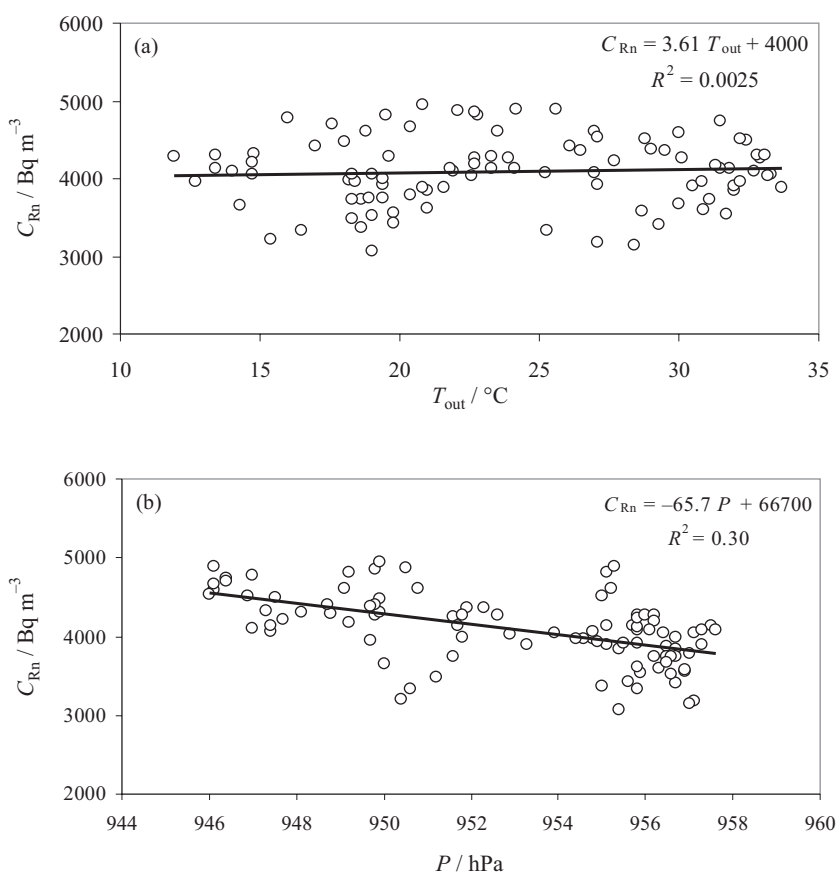 6000
(a)
C Rn = 3.61 T out + 4000
R² = 0.0025
5000
4000
3000
2000
C Rn / Bq m⁻³
10 15 20 25 30 35
T out / °C
6000
(b)
C Rn = –65.7 P + 66700
R² = 0.30
5000
4000
3000
2000
C Rn / Bq m⁻³
944 946 948 950 952 954 956 958 960
P / hPa